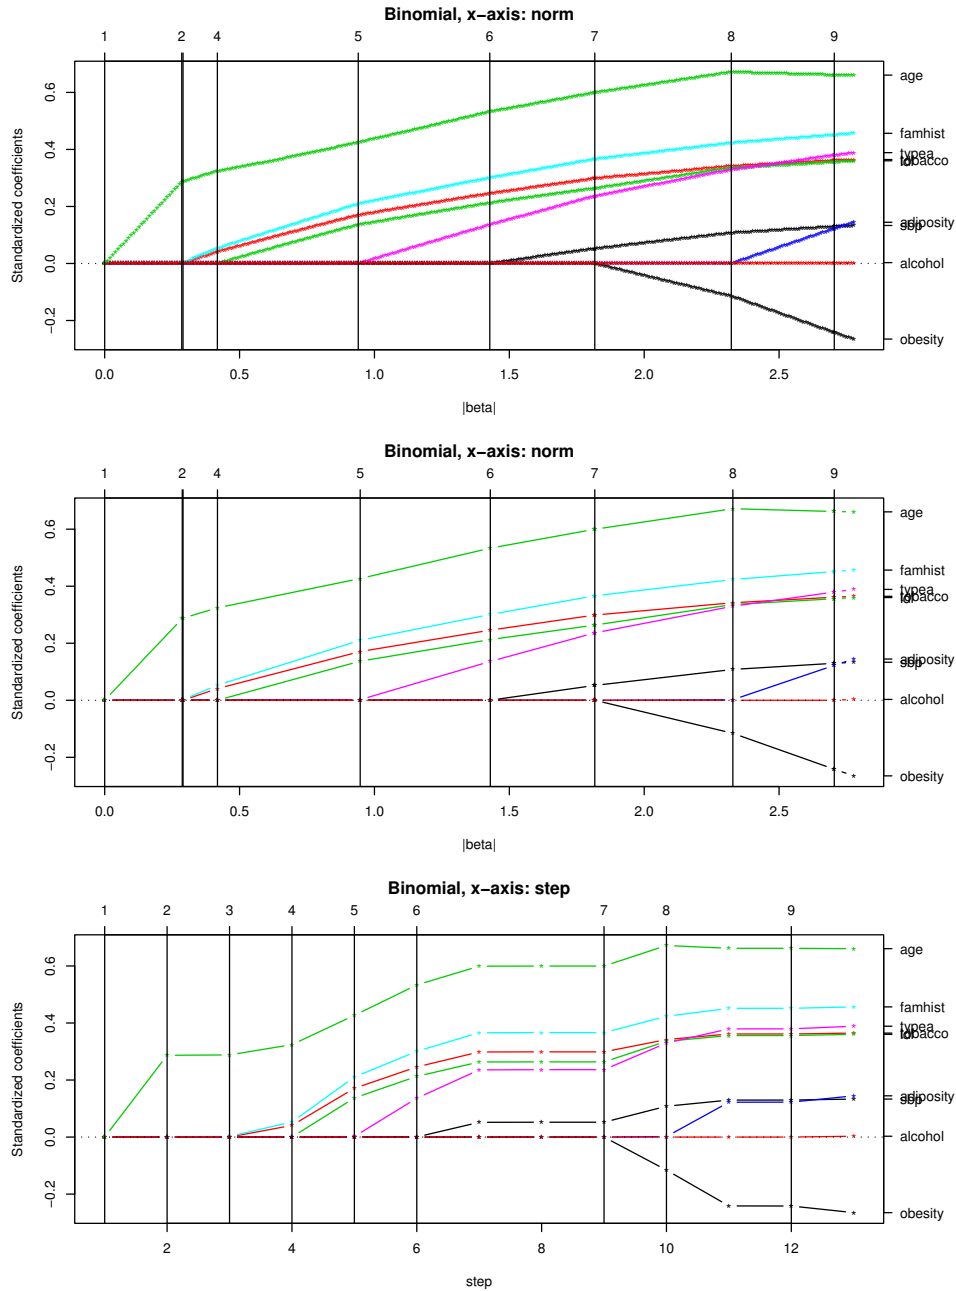 Binomial, x−axis: norm
1 2 4 5 6 7 8 9
Standardized coefficients
0.6
0.4
0.2
0.0
−0.2
age
famhist
typea
tobacco
adiposity
sbp
alcohol
obesity
0.0 0.5 1.0 1.5 2.0 2.5
|beta|
Binomial, x−axis: norm
1 2 4 5 6 7 8 9
Standardized coefficients
0.6
0.4
0.2
0.0
−0.2
age
famhist
typea
tobacco
adiposity
sbp
alcohol
obesity
0.0 0.5 1.0 1.5 2.0 2.5
|beta|
Binomial, x−axis: step
1 2 3 4 5 6 7 8 9
Standardized coefficients
0.6
0.4
0.2
0.0
−0.2
age
famhist
typea
tobacco
adiposity
sbp
alcohol
obesity
2 4 6 8 10 12
step